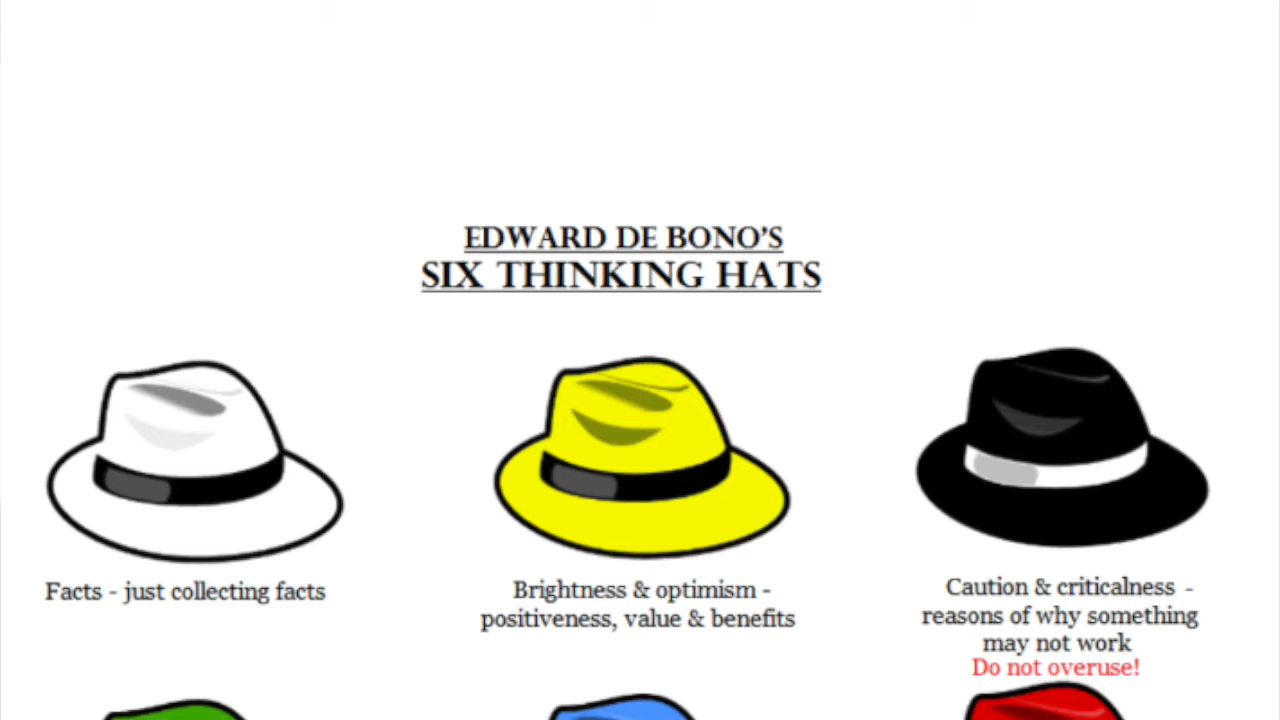 EDWARD DE BONO'S
SIX THINKING HATS
Facts - just collecting facts
Brightness & optimism -
positiveness, value & benefits
Caution & criticalness -
reasons of why something
may not work
Do not overuse!